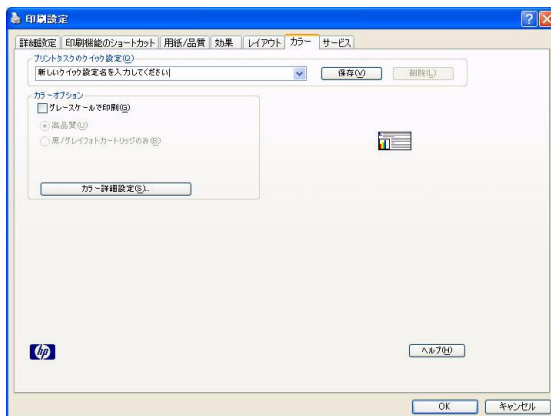 印刷設定
詳細設定 印刷機能のショートカット 用紙/品質 効果 レイアウト カラー サービス
プリントタスクのクイック設定(Q)
新しいクイック設定名を入力してください 保存(V) 削除(L)
カラーオプション
グレースケールで印刷(G)
高品質(U)
黒/グレイフォトカートリッジのみ(B)
カラー詳細設定(S)..
hp
ヘルプ(H)
OK キャンセル